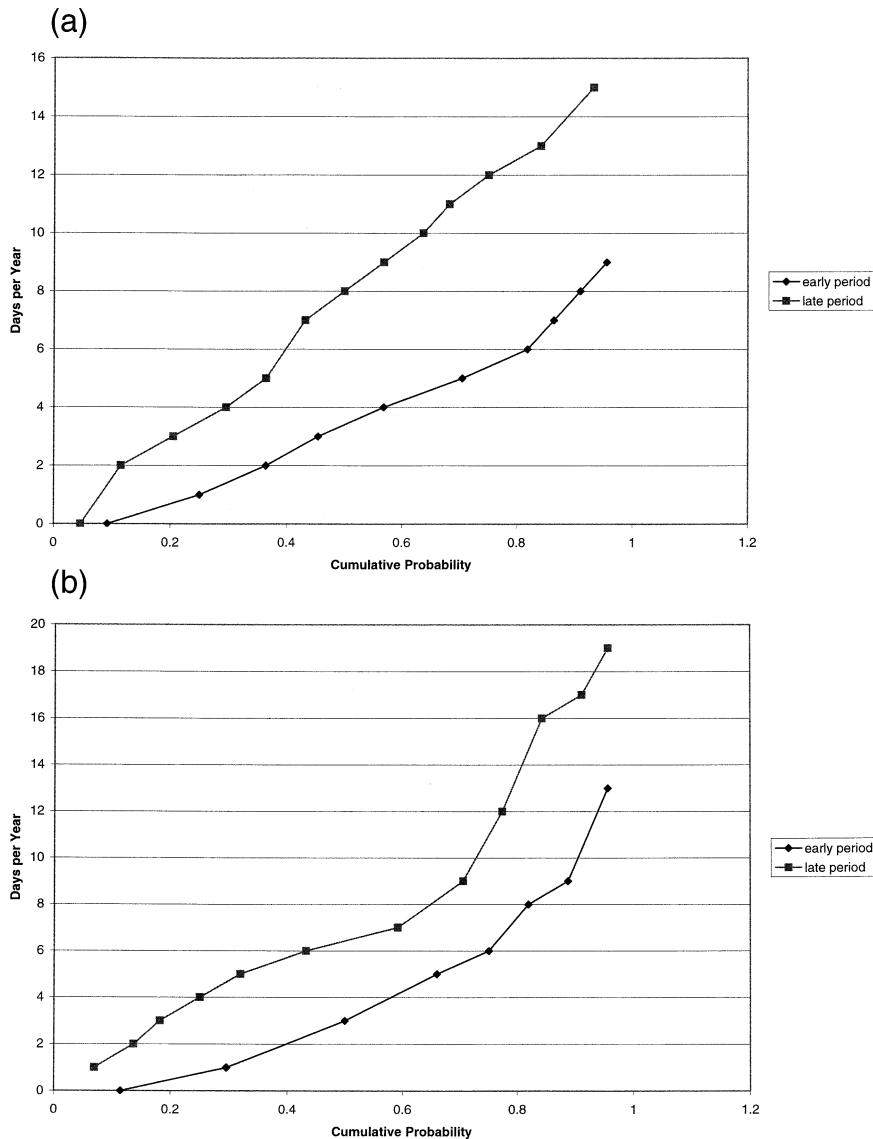 (a)
16
14
12
10
8
6
4
2
0
Days per Year
0 0.2 0.4 0.6 0.8 1 1.2
Cumulative Probability
early period
late period
(b)
20
18
16
14
12
10
8
6
4
2
0
Days per Year
0 0.2 0.4 0.6 0.8 1 1.2
Cumulative Probability
early period
late period